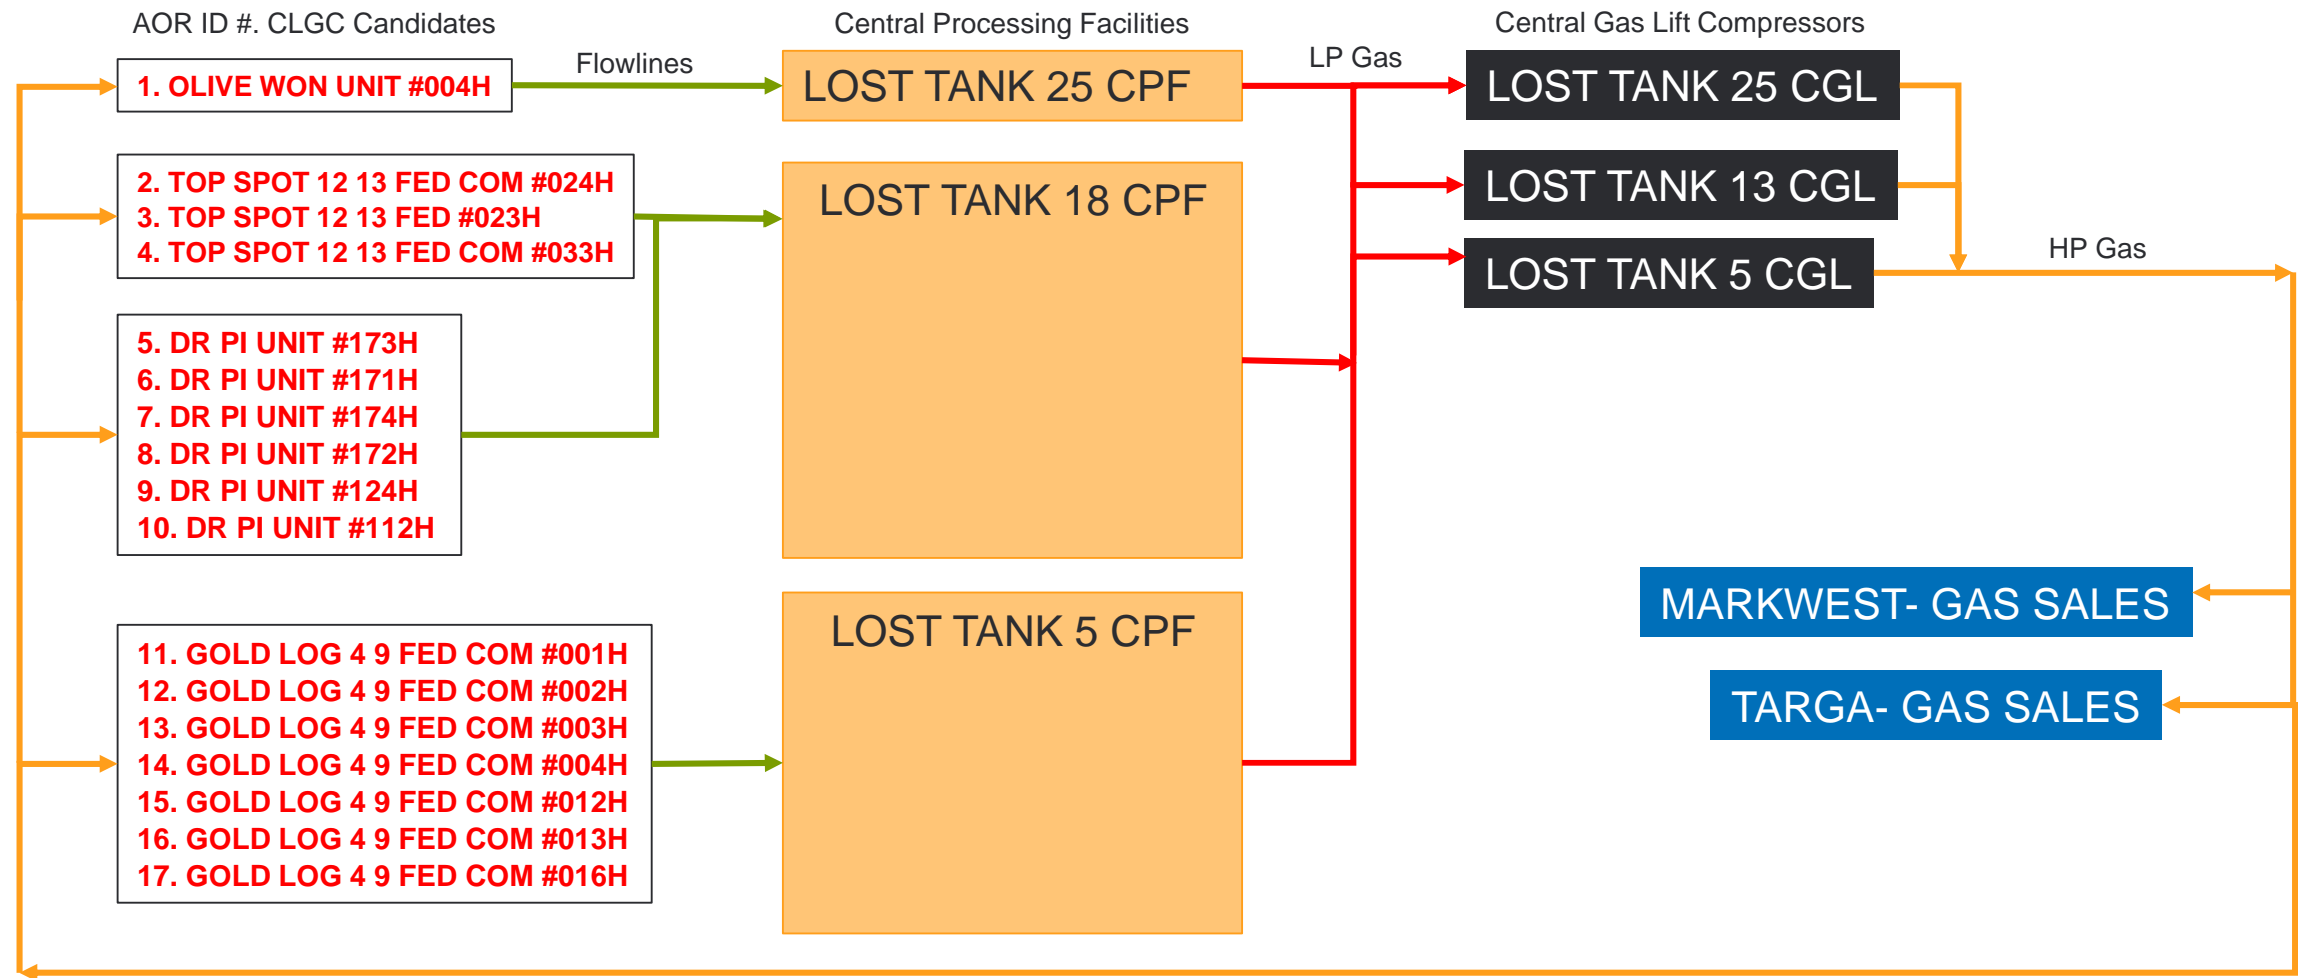 AOR ID #. CLGC Candidates
Flowlines
1. OLIVE WON UNIT #004H
2. TOP SPOT 12 13 FED COM #024H
3. TOP SPOT 12 13 FED #023H
4. TOP SPOT 12 13 FED COM #033H
5. DR PI UNIT #173H
6. DR PI UNIT #171H
7. DR PI UNIT #174H
8. DR PI UNIT #172H
9. DR PI UNIT #124H
10. DR PI UNIT #112H
11. GOLD LOG 4 9 FED COM #001H
12. GOLD LOG 4 9 FED COM #002H
13. GOLD LOG 4 9 FED COM #003H
14. GOLD LOG 4 9 FED COM #004H
15. GOLD LOG 4 9 FED COM #012H
16. GOLD LOG 4 9 FED COM #013H
17. GOLD LOG 4 9 FED COM #016H
Central Processing Facilities
LOST TANK 25 CPF
LOST TANK 18 CPF
LOST TANK 5 CPF
LP Gas
Central Gas Lift Compressors
LOST TANK 25 CGL
LOST TANK 13 CGL
LOST TANK 5 CGL
HP Gas
MARKWEST- GAS SALES
TARGA- GAS SALES